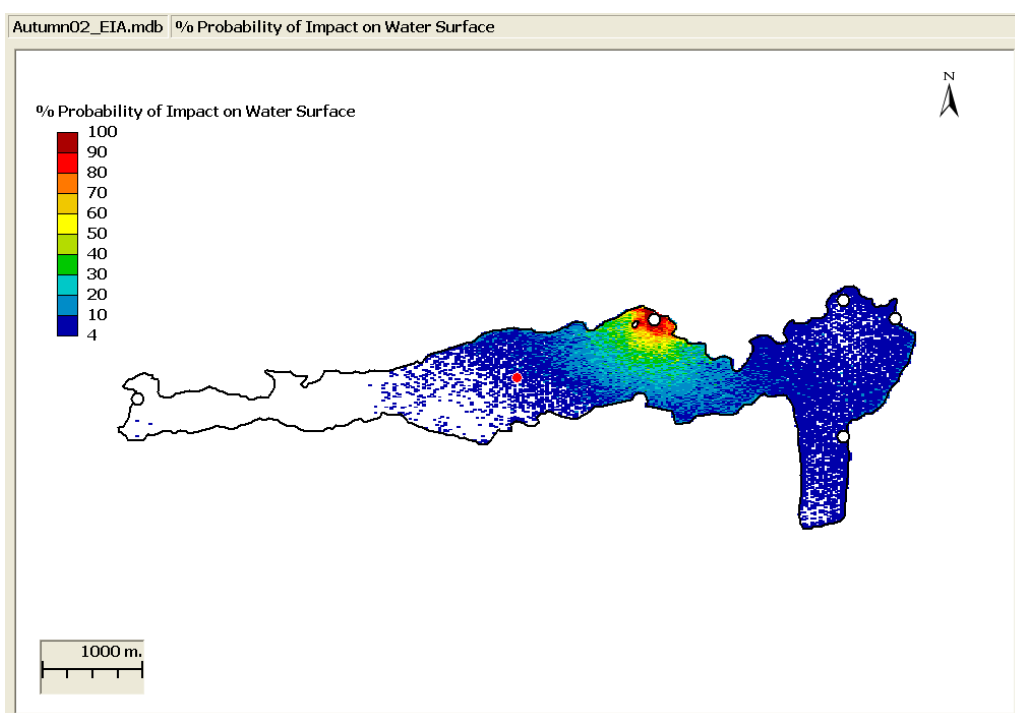 Autumn02_EIA.mdb % Probability of Impact on Water Surface
N
% Probability of Impact on Water Surface
100
90
80
70
60
50
40
30
20
10
4
1000 m.